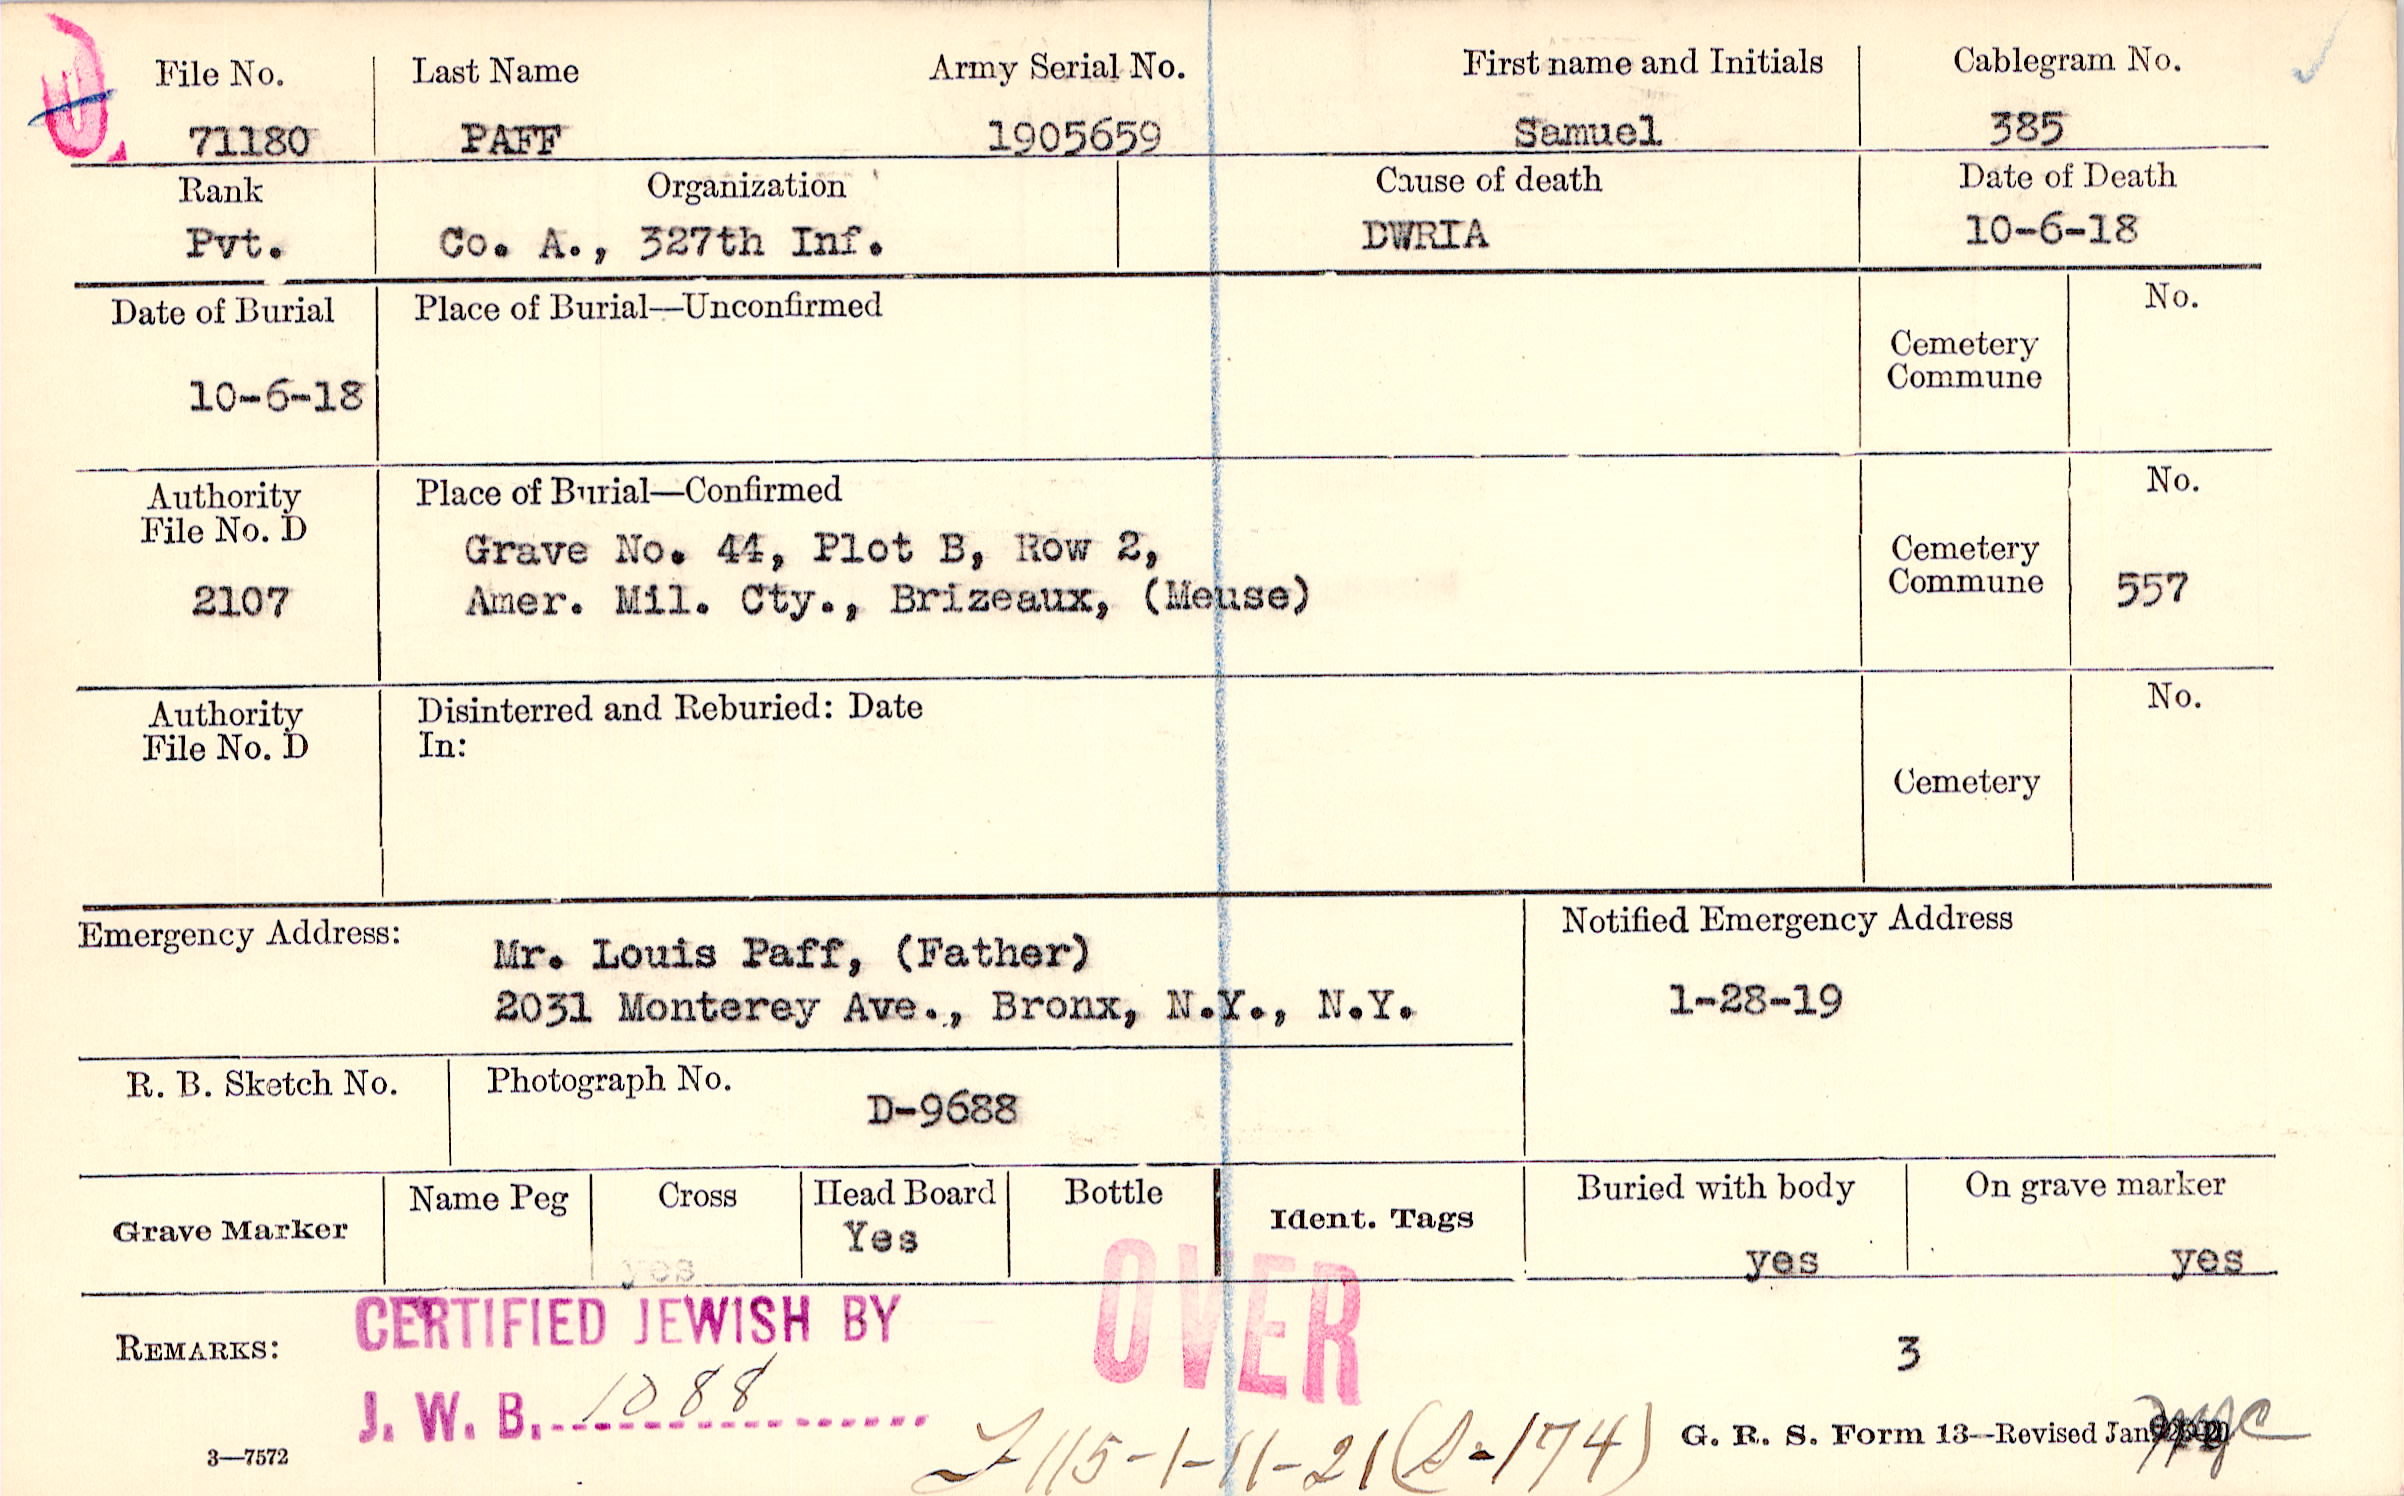 File No. Last Name Army Serial No. First name and Initials Cablegram No.
71180 PAFF 1905659 Samuel 385
Rank Organization Cause of death Date of Death
Pvt. Co. A., 327th Inf. DWRIA 10-6-18
Date of Burial Place of Burial—Unconfirmed No.
Cemetery
Commune
10-6-18
Authority Place of Burial—Confirmed No.
File No. D
Grave No. 44, Plot B, Row 2, Cemetery
2107 Amer. Mil. Cty., Brizeaux, (Meuse) Commune 557
Authority Disinterred and Reburied: Date No.
File No. D In:
Cemetery
Emergency Address: Notified Emergency Address
Mr. Louis Paff, (Father)
2031 Monterey Ave., Bronx, N.Y., N.Y. 1-28-19
R. B. Sketch No. Photograph No.
D-9688
Grave Marker Name Peg Cross Head Board Bottle Ident. Tags Buried with body On grave marker
yes Yes yes yes
OVER
CERTIFIED JEWISH BY
REMARKS: 3
J. W. B. 1088
115-1-11-21 (S-174) G. R. S. Form 13—Revised Jan
3—7572